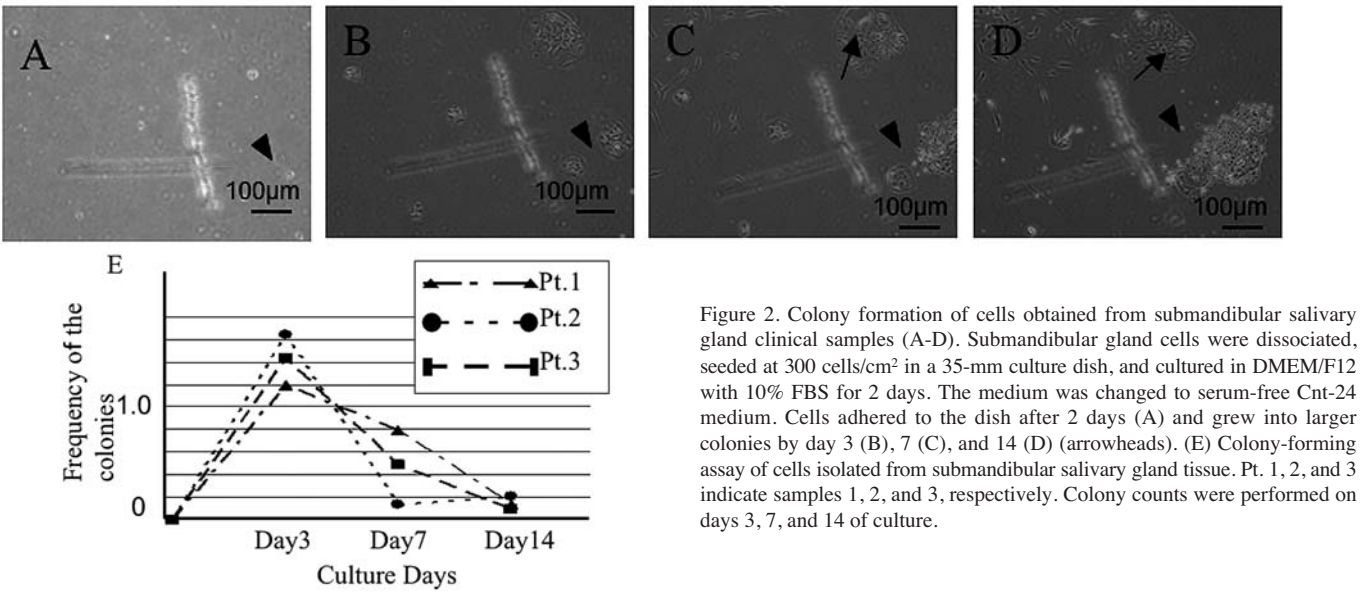 A
B
C
D
100µm
100µm
100µm
100µm
E
Pt.1
Pt.2
Pt.3
Frequency of the
colonies
1.0
0
Day3
Day7
Day14
Culture Days
Figure 2. Colony formation of cells obtained from submandibular salivary
gland clinical samples (A-D). Submandibular gland cells were dissociated,
seeded at 300 cells/cm² in a 35-mm culture dish, and cultured in DMEM/F12
with 10% FBS for 2 days. The medium was changed to serum-free Cnt-24
medium. Cells adhered to the dish after 2 days (A) and grew into larger
colonies by day 3 (B), 7 (C), and 14 (D) (arrowheads). (E) Colony-forming
assay of cells isolated from submandibular salivary gland tissue. Pt. 1, 2, and 3
indicate samples 1, 2, and 3, respectively. Colony counts were performed on
days 3, 7, and 14 of culture.